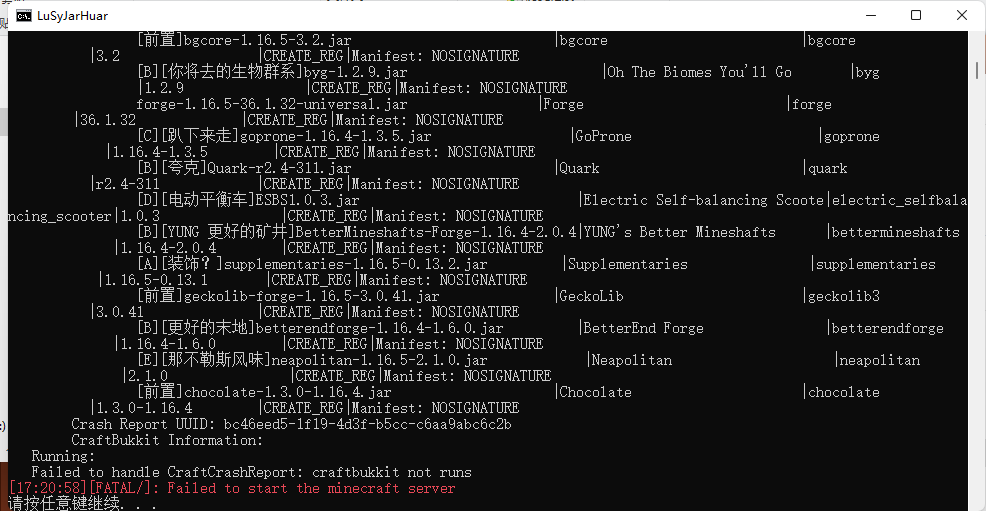 LuSyJarHuar
[前置]bgcore-1.16.5-3.2.jar |bgcore |bgcore
|3.2 |CREATE_REG|Manifest: NOSIGNATURE
[B][你将去的生物群系]byg-1.2.9.jar |Oh The Biomes You'll Go |byg
|1.2.9 |CREATE_REG|Manifest: NOSIGNATURE
forge-1.16.5-36.1.32-universal.jar |Forge |forge
|36.1.32 |CREATE_REG|Manifest: NOSIGNATURE
[C][趴下来走]goprone-1.16.4-1.3.5.jar |GoProne |goprone
|1.16.4-1.3.5 |CREATE_REG|Manifest: NOSIGNATURE
[B][夸克]Quark-r2.4-311.jar |Quark |quark
|r2.4-311 |CREATE_REG|Manifest: NOSIGNATURE
[D][电动平衡车]ESBS1.0.3.jar |Electric Self-balancing Scoote|electric_selfbala
ncing_scooter|1.0.3 |CREATE_REG|Manifest: NOSIGNATURE
[B][YUNG 更好的矿井]BetterMineshafts-Forge-1.16.4-2.0.4|YUNG's Better Mineshafts |bettermineshafts
|1.16.4-2.0.4 |CREATE_REG|Manifest: NOSIGNATURE
[A][装饰？]supplementaries-1.16.5-0.13.2.jar |Supplementaries |supplementaries
|1.16.5-0.13.1 |CREATE_REG|Manifest: NOSIGNATURE
[前置]geckolib-forge-1.16.5-3.0.41.jar |GeckoLib |geckolib3
|3.0.41 |CREATE_REG|Manifest: NOSIGNATURE
[B][更好的末地]betterendforge-1.16.4-1.6.0.jar |BetterEnd Forge |betterendforge
|1.16.4-1.6.0 |CREATE_REG|Manifest: NOSIGNATURE
[E][那不勒斯风味]neapolitan-1.16.5-2.1.0.jar |Neapolitan |neapolitan
|2.1.0 |CREATE_REG|Manifest: NOSIGNATURE
[前置]chocolate-1.3.0-1.16.4.jar |Chocolate |chocolate
|1.3.0-1.16.4 |CREATE_REG|Manifest: NOSIGNATURE
Crash Report UUID: bc46eed5-1f19-4d3f-b5cc-c6aa9abc6c2b
CraftBukkit Information:
Running:
Failed to handle CraftCrashReport: craftbukkit not runs
[17:20:58][FATAL/]: Failed to start the minecraft server
请按任意键继续. . .